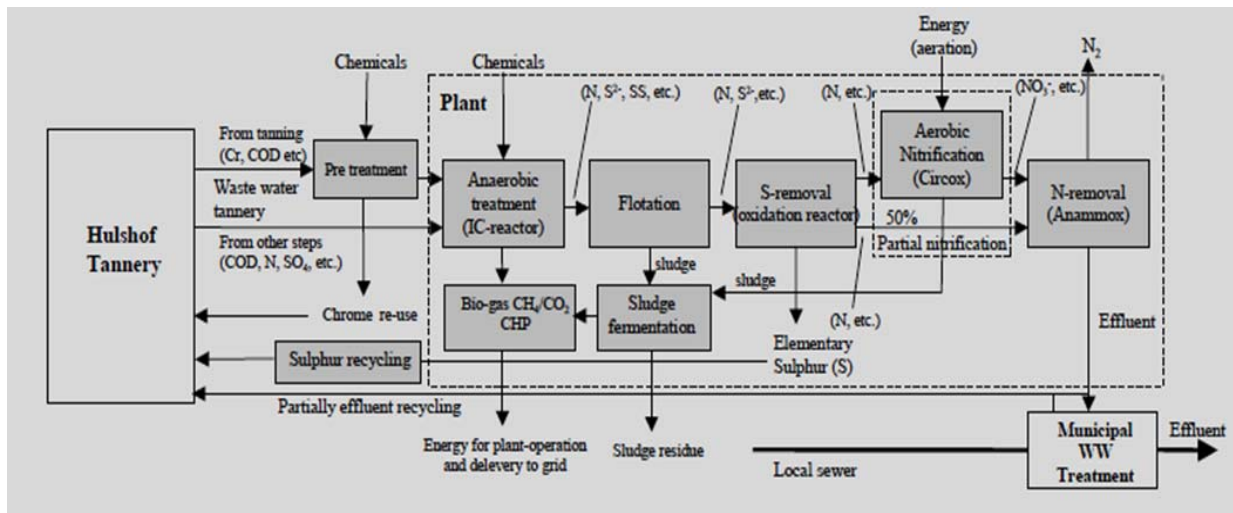 Energy
(aeration)
N2
Chemicals
Chemicals
(N, S2-, SS, etc.)
(N, S2-,etc.)
(N, etc.)
(NO3-, etc.)
Plant
From tanning
(Cr, COD etc)
Pre treatment
Waste water
tannery
From other steps
(COD, N, SO4, etc.)
Hulshof
Tannery
Anaerobic
treatment
(IC-reactor)
Flotation
S-removal
(oxidation reactor)
Aerobic
Nitrification
(Circox)
50%
Partial nitrification
N-removal
(Anammox)
sludge
sludge
Bio-gas CH4/CO2
CHP
Sludge
fermentation
(N, etc.)
Effluent
Chrome re-use
Elementary
Sulphur (S)
Sulphur recycling
Partially effluent recycling
Energy for plant-operation
and delevery to grid
Sludge residue
Local sewer
Municipal
WW
Treatment
Effluent